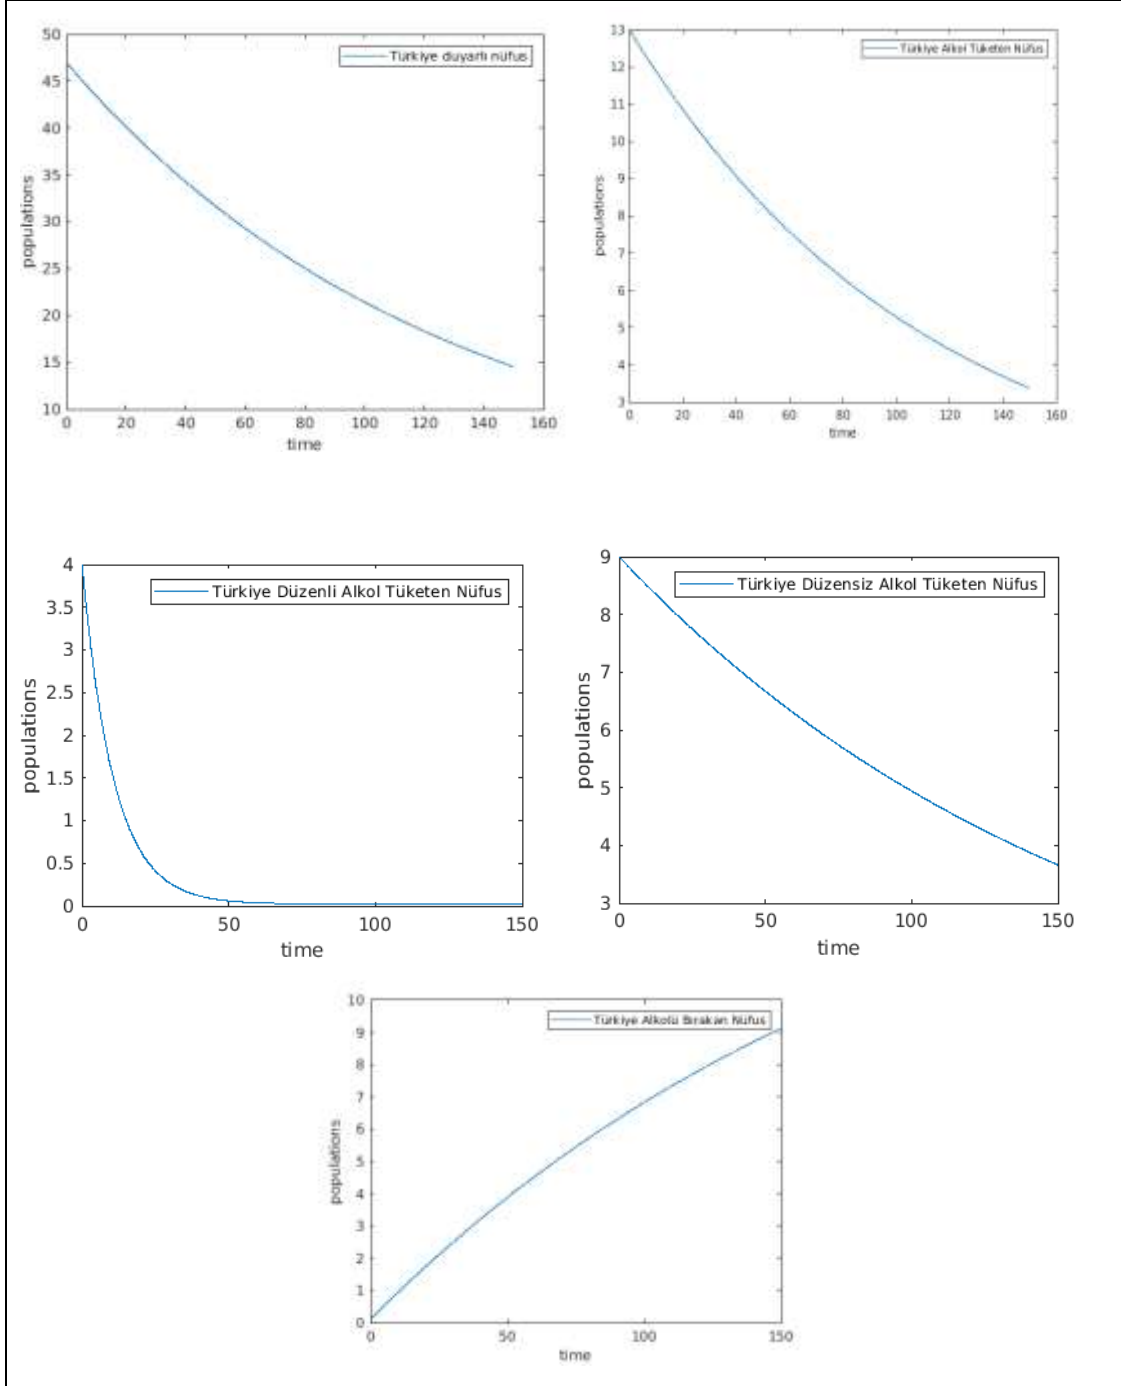 Türkiye duyarlı nüfus
50
45
40
35
30
25
20
15
10
populations
0 20 40 60 80 100 120 140 160
time
Türkiye Alkol Tüketen Nüfus
13
12
11
10
9
8
7
6
5
4
3
populations
0 20 40 60 80 100 120 140 160
time
Türkiye Düzenli Alkol Tüketen Nüfus
4
3.5
3
2.5
2
1.5
1
0.5
0
populations
0 50 100 150
time
Türkiye Düzensiz Alkol Tüketen Nüfus
9
8
7
6
5
4
3
populations
0 50 100 150
time
Türkiye Alkolü Bırakan Nüfus
10
9
8
7
6
5
4
3
2
1
0
populations
0 50 100 150
time